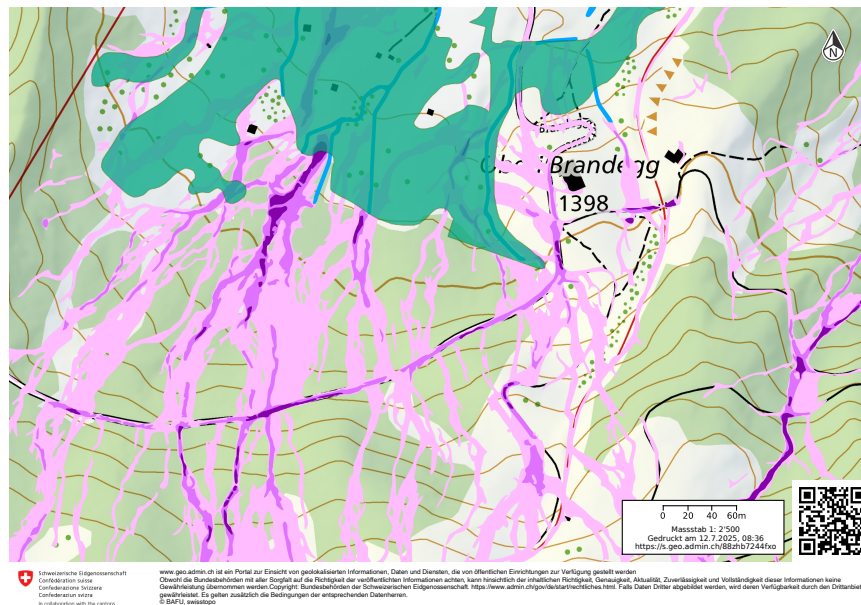 N
Oberi Brandegg
1398
0 20 40 60m
Massstab 1: 2'500
Gedruckt am 12.7.2025, 08:36
https://s.geo.admin.ch/88zhb7244fxo
Schweizerische Eidgenossenschaft
Confédération suisse
Confederazione Svizzera
Confederaziun svizra
In collaboration with the cantons
www.geo.admin.ch ist ein Portal zur Einsicht von geolokalisierten Informationen, Daten und Diensten, die von öffentlichen Einrichtungen zur Verfügung gestellt werden
Obwohl die Bundesbehörden mit aller Sorgfalt auf die Richtigkeit der veröffentlichten Informationen achten, kann hinsichtlich der inhaltlichen Richtigkeit, Genauigkeit, Aktualität, Zuverlässigkeit und Vollständigkeit dieser Informationen keine
Gewährleistung übernommen werden.Copyright: Bundesbehörden der Schweizerischen Eidgenossenschaft. https://www.admin.ch/gov/de/start/rechtliches.html. Falls Daten Dritter abgebildet werden, wird deren Verfügbarkeit durch den Drittanbieter
gewährleistet. Es gelten zusätzlich die Bedingungen der entsprechenden Datenherren.
© BAFU, swisstopo